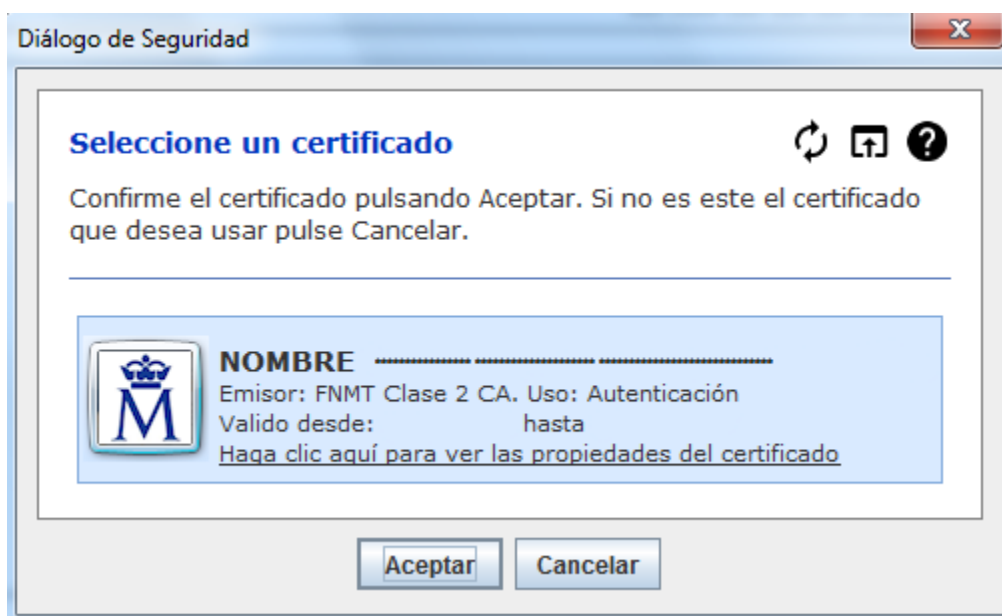 Diálogo de Seguridad
Seleccione un certificado
Confirme el certificado pulsando Aceptar. Si no es este el certificado
que desea usar pulse Cancelar.
NOMBRE
Emisor: FNMT Clase 2 CA. Uso: Autenticación
Valido desde: hasta
Haga clic aquí para ver las propiedades del certificado
Aceptar Cancelar